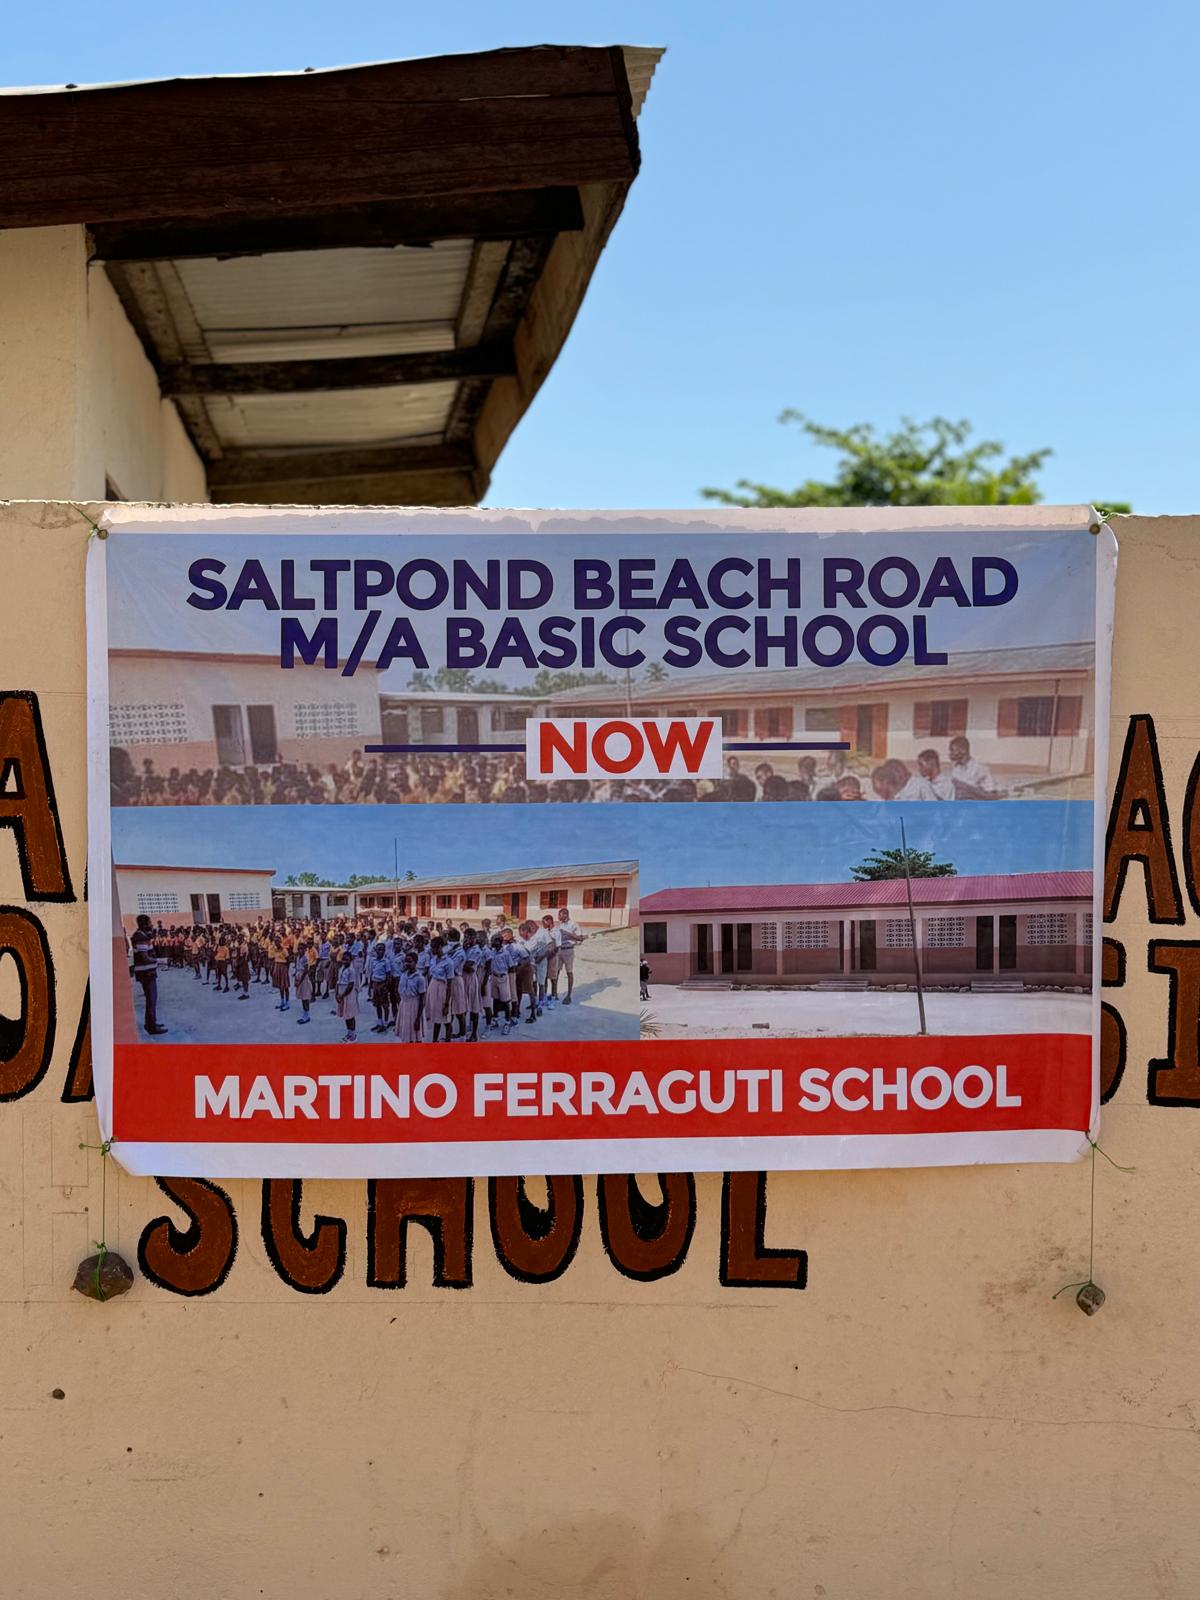 SALTPOND BEACH ROAD
M/A BASIC SCHOOL
NOW
MARTINO FERRAGUTI SCHOOL
SCHOOL